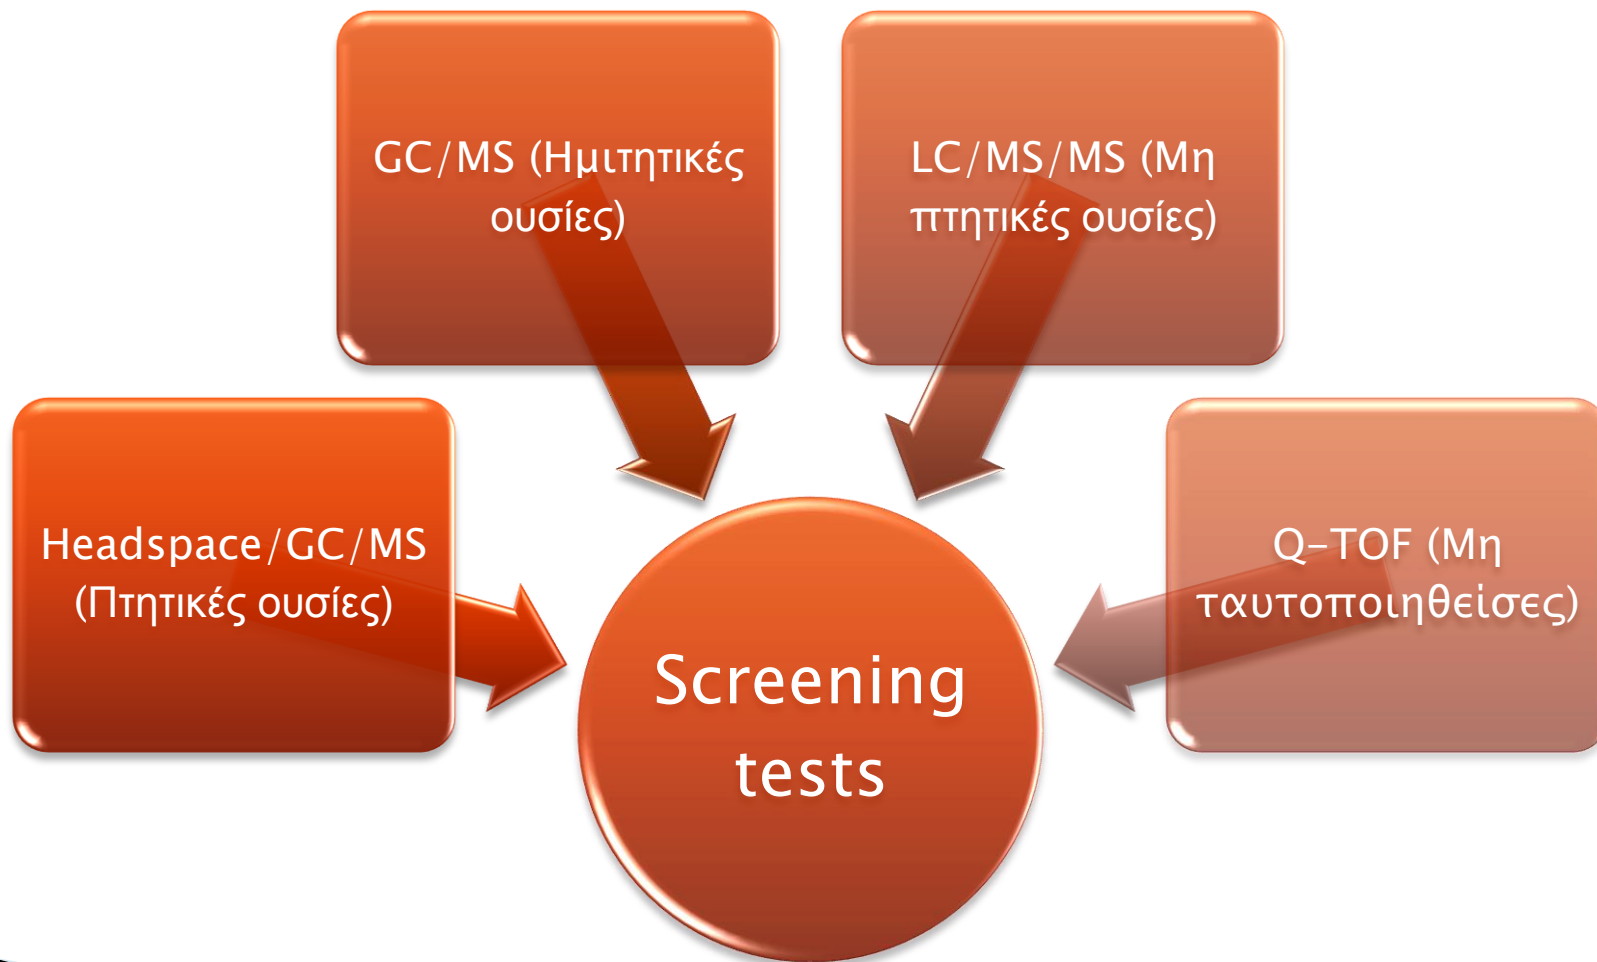 GC/MS (Ημιτητικές
ουσίες)
LC/MS/MS (Μη
πτητικές ουσίες)
Headspace/GC/MS
(Πτητικές ουσίες)
Q-TOF (Μη
ταυτοποιηθείσες)
Screening
tests